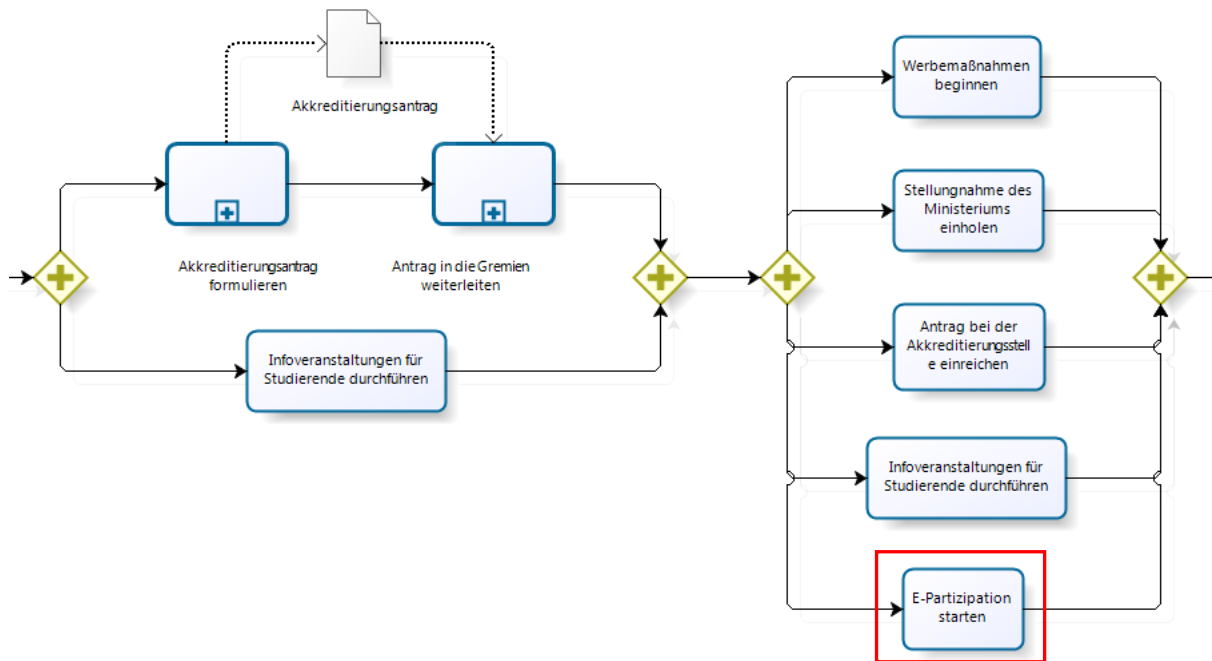 Akkreditierungsantrag
Akkreditierungsantrag
formulieren
Antrag in die Gremien
weiterleiten
Infoveranstaltungen für
Studierende durchführen
Werbemaßnahmen
beginnen
Stellungnahme des
Ministeriums
einholen
Antrag bei der
Akkreditierungsstell
e einreichen
Infoveranstaltungen für
Studierende durchführen
E-Partizipation
starten